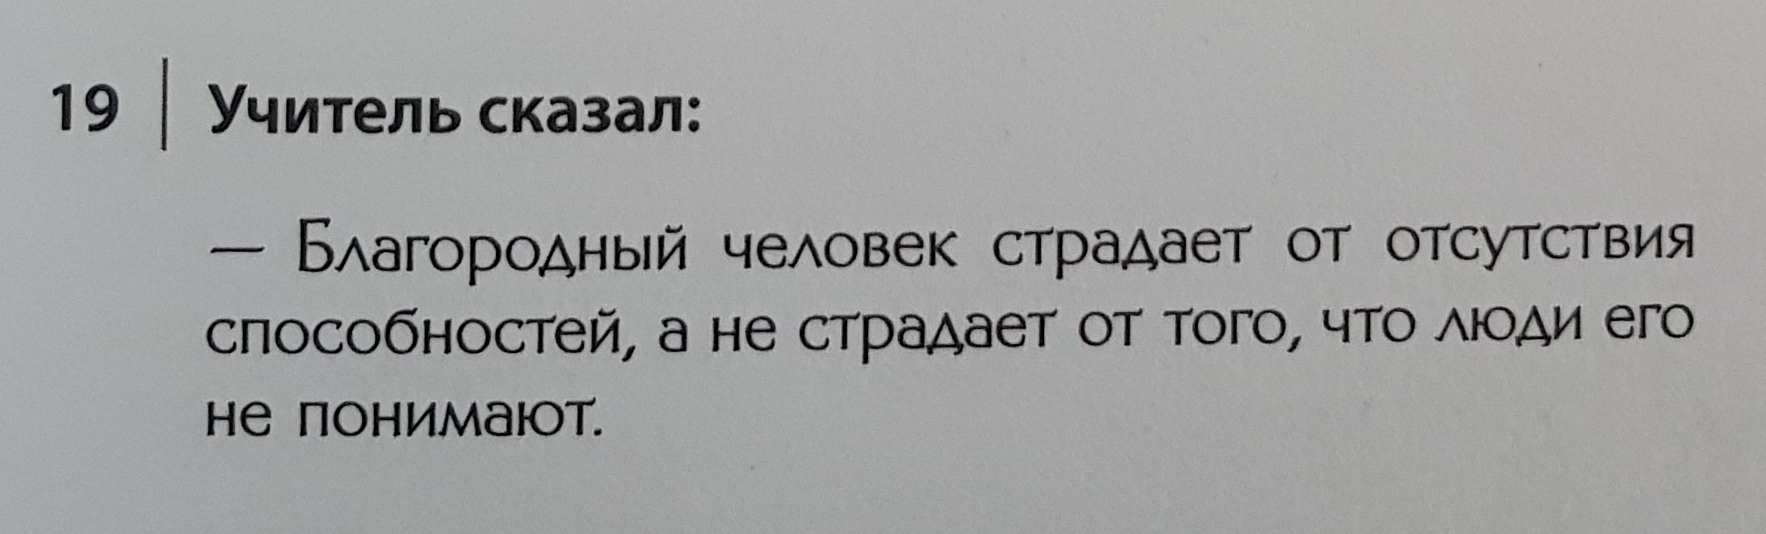 19 | Учитель сказал:
— Благородный человек страдает от отсутствия
способностей, а не страдает от того, что люди его
не понимают.